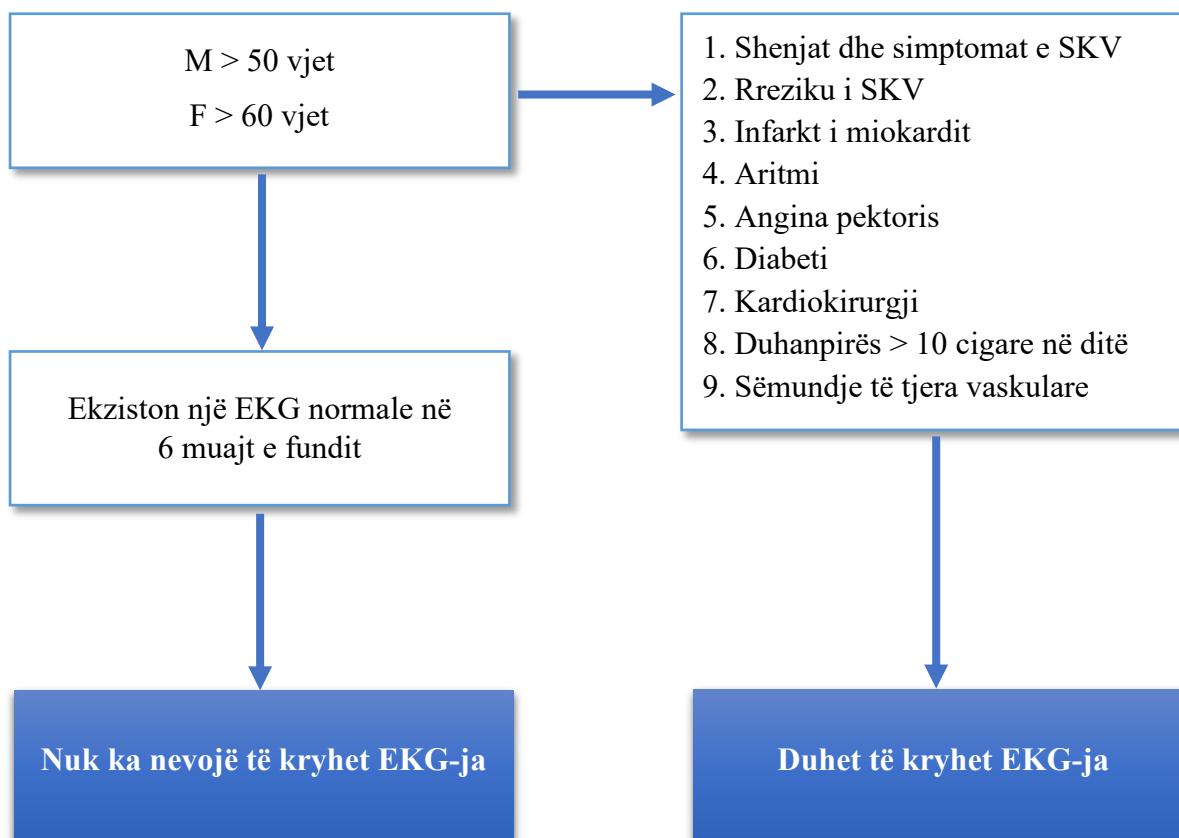 M > 50 vjet
F > 60 vjet
1. Shenjat dhe simptomat e SKV
2. Rreziku i SKV
3. Infarkt i miokardit
4. Aritmi
5. Angina pektoris
6. Diabeti
7. Kardiokirurgji
8. Duhanpirës > 10 cigare në ditë
9. Sëmundje të tjera vaskulare
Ekziston një EKG normale në
6 muajt e fundit
Nuk ka nevojë të kryhet EKG-ja
Duhet të kryhet EKG-ja